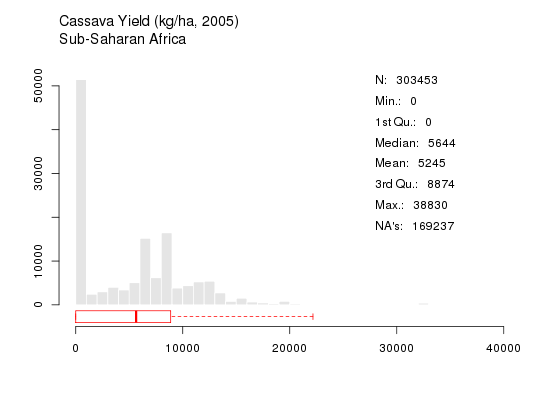 Cassava Yield (kg/ha, 2005)
Sub-Saharan Africa
N: 303453
Min.: 0
1st Qu.: 0
Median: 5644
Mean: 5245
3rd Qu.: 8874
Max.: 38830
NA's: 169237
50000
30000
10000
0
0 10000 20000 30000 40000